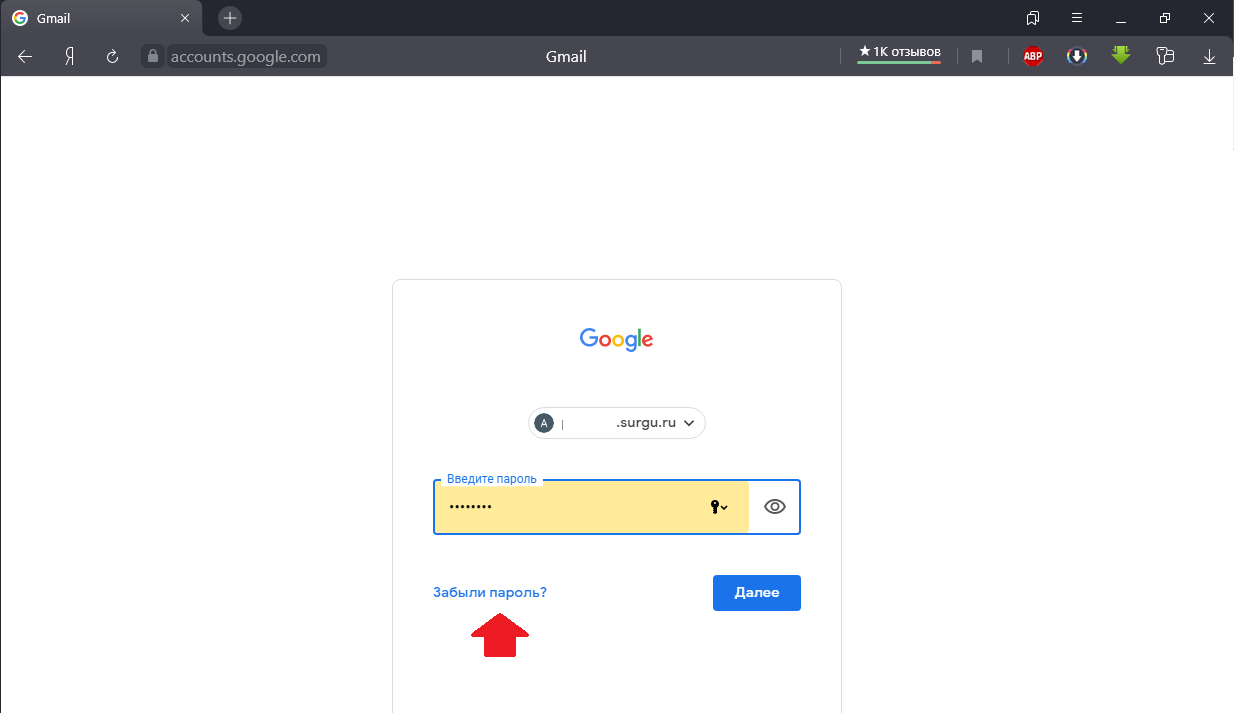 Gmail
accounts.google.com
Gmail
★ 1K отзывов
ABP
Google
A
.surgu.ru
Введите пароль
••••••••
Забыли пароль?
Далее